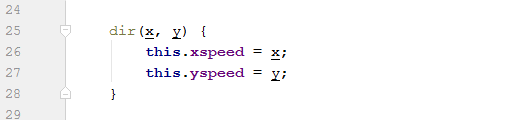 24
25 dir(x, y) {
26 this.xspeed = x;
27 this.yspeed = y;
28 }
29